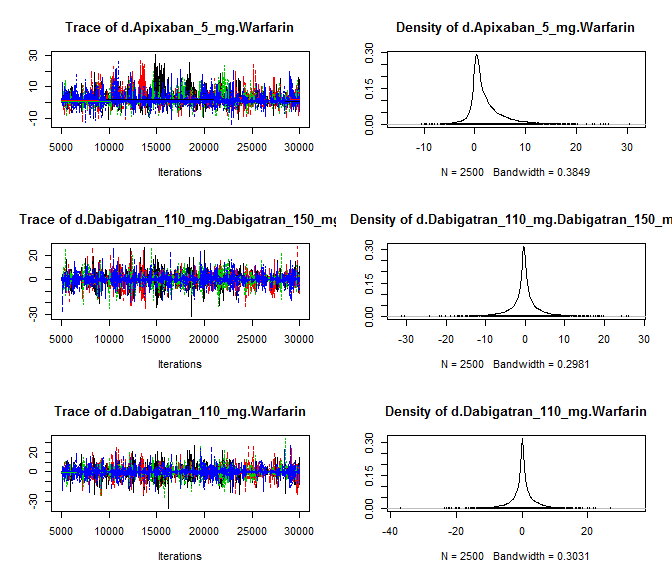 Trace of d.Apixaban_5_mg.Warfarin
30
10
-10
5000 10000 15000 20000 25000 30000
Iterations
Density of d.Apixaban_5_mg.Warfarin
0.30
0.15
0.00
-10 0 10 20 30
N = 2500 Bandwidth = 0.3849
Trace of d.Dabigatran_110_mg.Dabigatran_150_mg
20
0
-30
5000 10000 15000 20000 25000 30000
Iterations
Density of d.Dabigatran_110_mg.Dabigatran_150_m
0.30
0.15
0.00
-30 -20 -10 0 10 20 30
N = 2500 Bandwidth = 0.2981
Trace of d.Dabigatran_110_mg.Warfarin
20
0
-30
5000 10000 15000 20000 25000 30000
Iterations
Density of d.Dabigatran_110_mg.Warfarin
0.30
0.15
0.00
-40 -20 0 20
N = 2500 Bandwidth = 0.3031